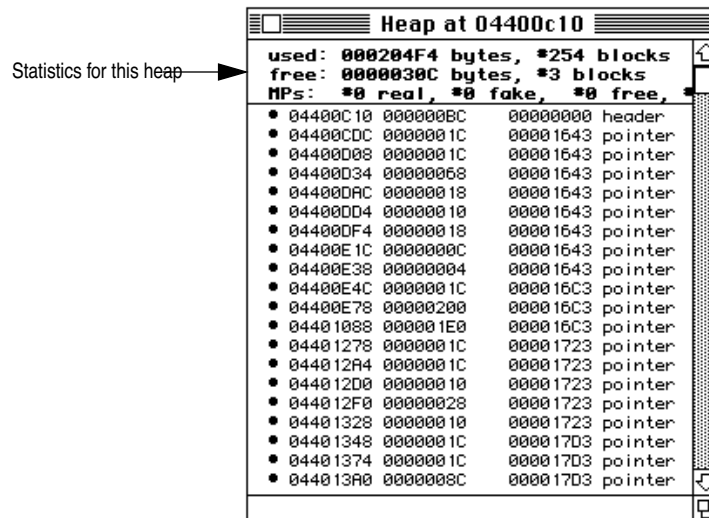 Heap at 04400c10
Statistics for this heap
used: 000204F4 bytes, #254 blocks
free: 0000030C bytes, #3 blocks
MPs: #0 real, #0 fake, #0 free, #
• 04400C10 000000BC 00000000 header
• 04400CDC 0000001C 00001643 pointer
• 04400D08 0000001C 00001643 pointer
• 04400D34 00000068 00001643 pointer
• 04400DAC 00000018 00001643 pointer
• 04400DD4 00000010 00001643 pointer
• 04400DF4 00000018 00001643 pointer
• 04400E1C 0000000C 00001643 pointer
• 04400E38 00000004 00001643 pointer
• 04400E4C 0000001C 000016C3 pointer
• 04400E78 00000200 000016C3 pointer
• 04401088 000001E0 000016C3 pointer
• 04401278 0000001C 00001723 pointer
• 044012A4 0000001C 00001723 pointer
• 044012D0 00000010 00001723 pointer
• 044012F0 00000028 00001723 pointer
• 04401328 00000010 00001723 pointer
• 04401348 0000001C 000017D3 pointer
• 04401374 0000001C 000017D3 pointer
• 044013A0 0000008C 000017D3 pointer